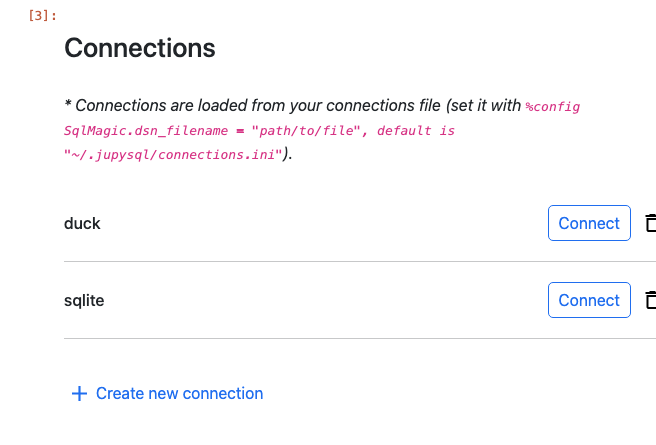 [3]:
Connections
* Connections are loaded from your connections file (set it with %config
SqlMagic.dsn_filename = "path/to/file", default is
"~/.jupysql/connections.ini").
duck Connect
sqlite Connect
+ Create new connection